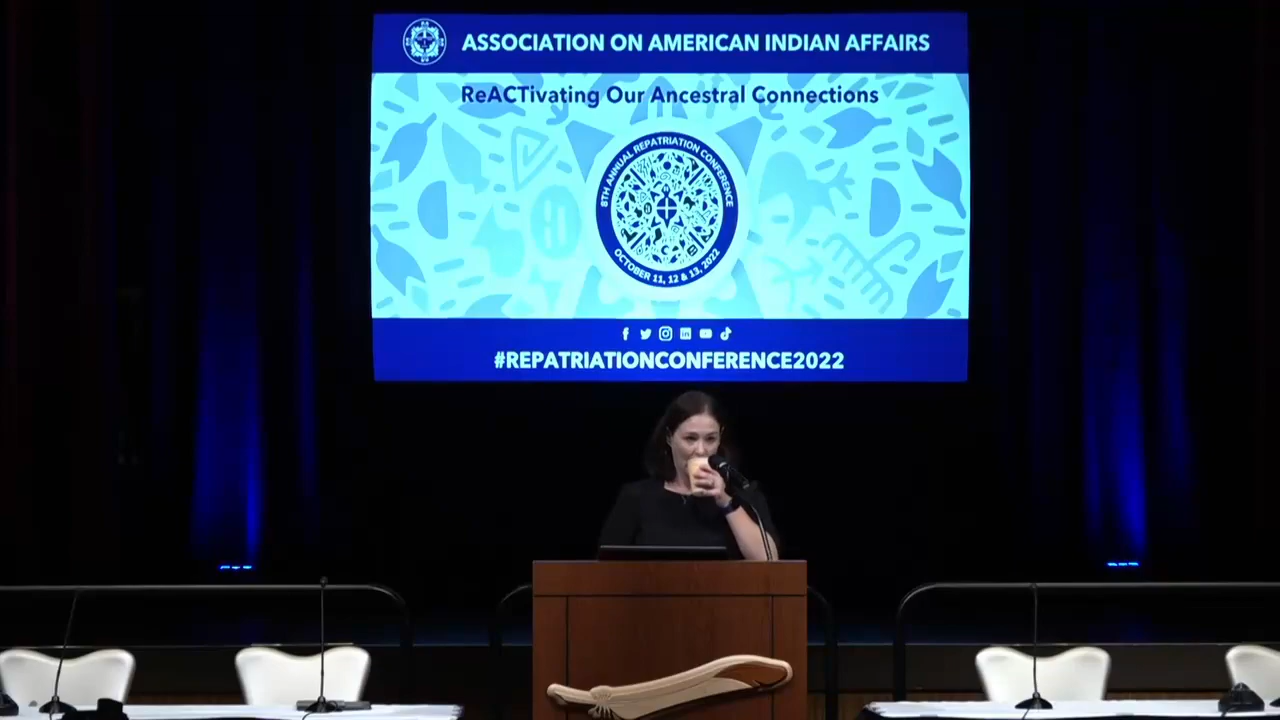 ASSOCIATION ON AMERICAN INDIAN AFFAIRS
ReACTivating Our Ancestral Connections
8TH ANNUAL REPATRIATION CONFERENCE
OCTOBER 11, 12 & 13, 2022
#REPATRIATIONCONFERENCE2022